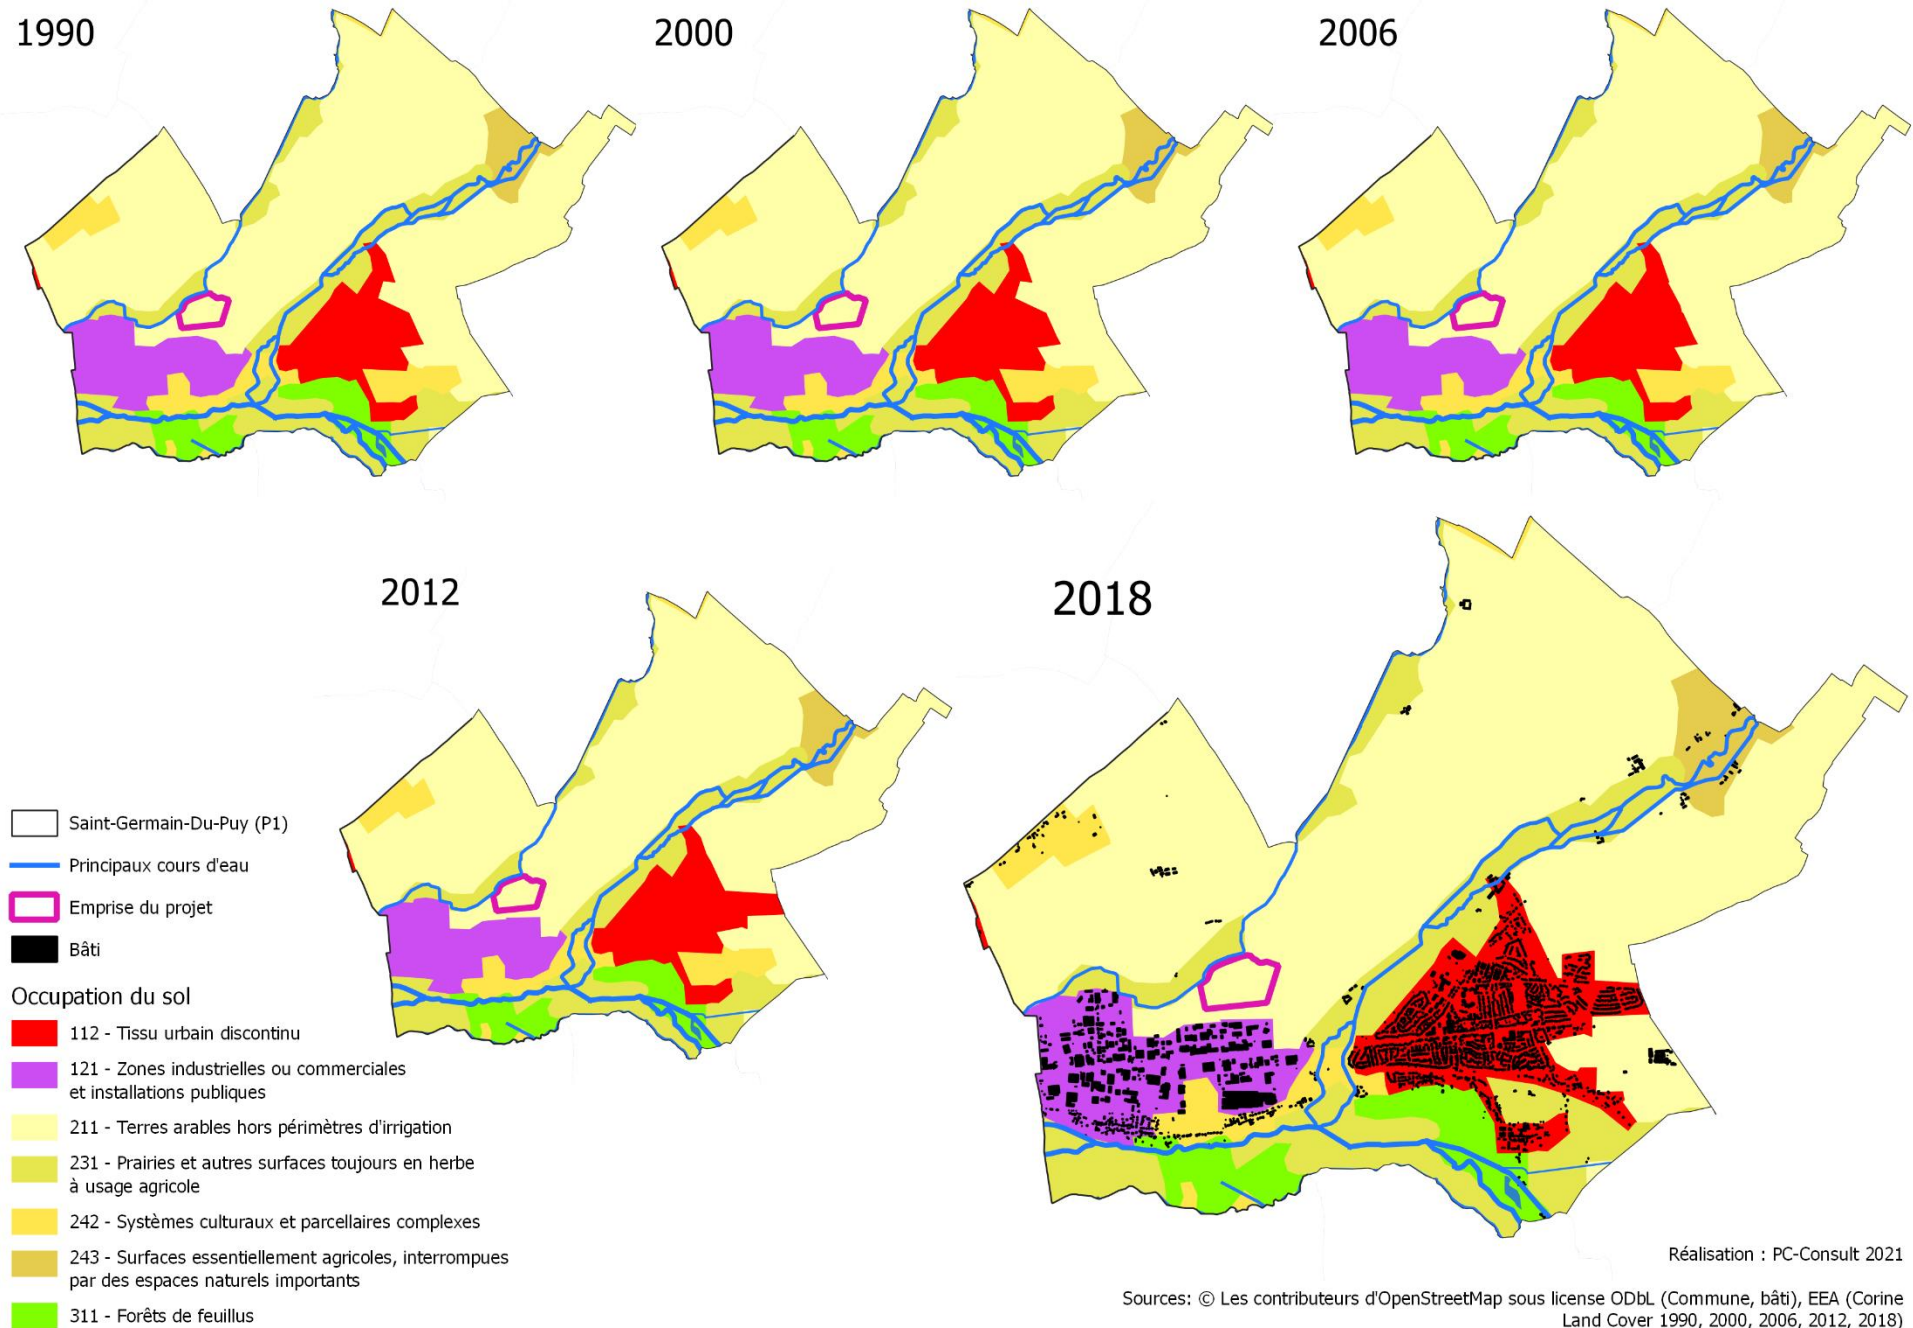 1990
2000
2006
2012
2018
Saint-Germain-Du-Puy (P1)
Principaux cours d'eau
Emprise du projet
Bâti
Occupation du sol
112 - Tissu urbain discontinu
121 - Zones industrielles ou commerciales
et installations publiques
211 - Terres arables hors périmètres d'irrigation
231 - Prairies et autres surfaces toujours en herbe
à usage agricole
242 - Systèmes culturaux et parcellaires complexes
243 - Surfaces essentiellement agricoles, interrompues
par des espaces naturels importants
311 - Forêts de feuillus
Réalisation : PC-Consult 2021
Sources: © Les contributeurs d'OpenStreetMap sous license ODbL (Commune, bâti), EEA (Corine
Land Cover 1990, 2000, 2006, 2012, 2018)